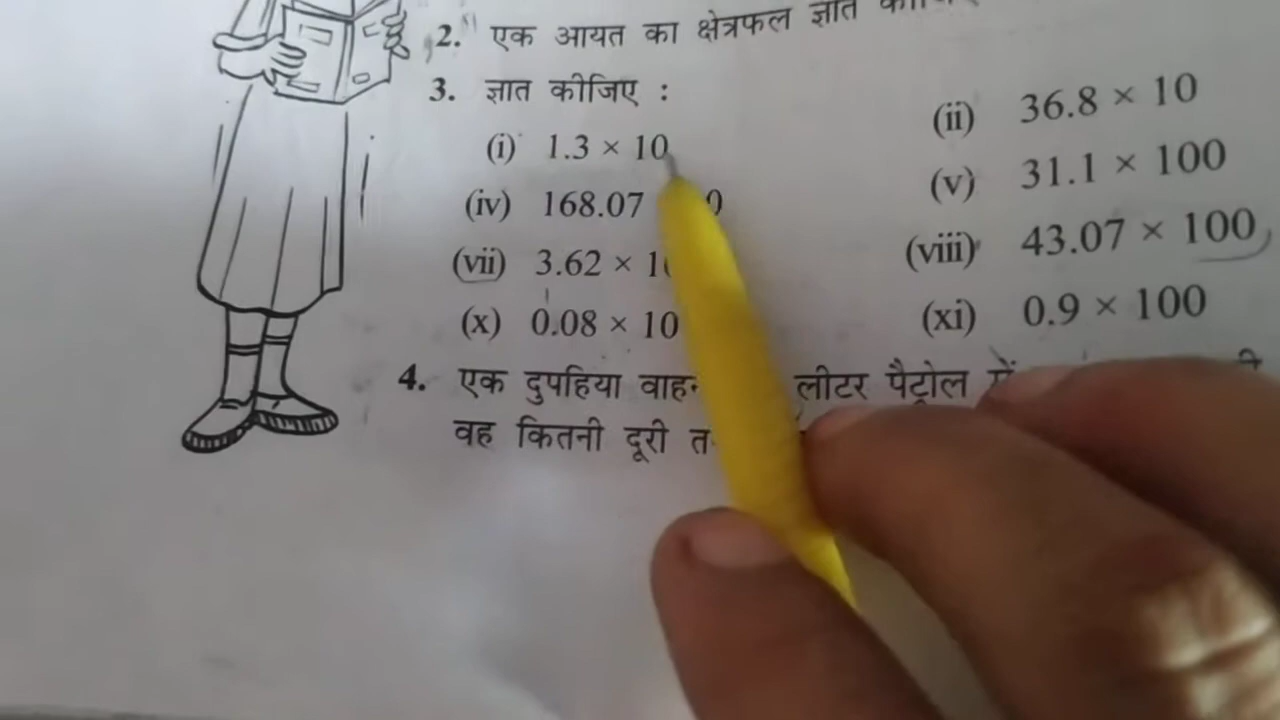 2. एक आयत का क्षेत्रफल ज्ञात
3. ज्ञात कीजिए :
(i) 1.3 × 10 (ii) 36.8 × 10
(iv) 168.07 (v) 31.1 × 100
(vii) 3.62 × (viii) 43.07 × 100
(x) 0.08 × 10 (xi) 0.9 × 100
4. एक दुपहिया लीटर पैट्रोल में
वह कितनी दूरी